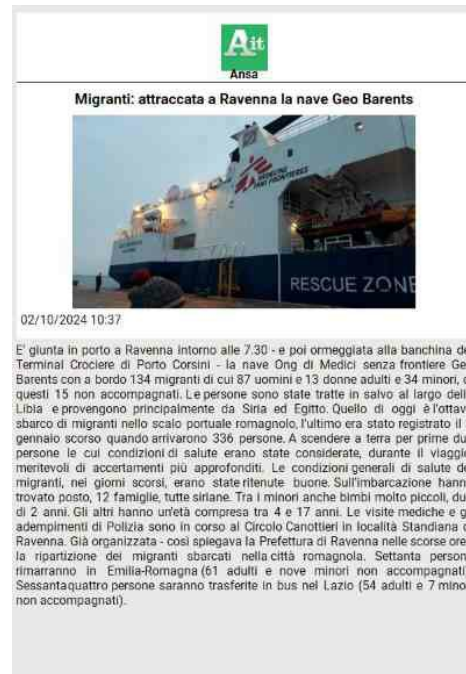 Ait
Ansa
Migranti: attraccata a Ravenna la nave Geo Barents
MEDECINS
SANS FRONTIERES
RESCUE ZONE
02/10/2024 10:37
E' giunta in porto a Ravenna intorno alle 7.30 - e poi ormeggiata alla banchina de
Terminal Crociere di Porto Corsini - la nave Ong di Medici senza frontiere Ge
Barents con a bordo 134 migranti di cui 87 uomini e 13 donne adulti e 34 minori, d
questi 15 non accompagnati. Le persone sono state tratte in salvo al largo dell
Libia e provengono principalmente da Siria ed Egitto. Quello di oggi è l'ottav
sbarco di migranti nello scalo portuale romagnolo, l'ultimo era stato registrato il
gennaio scorso quando arrivarono 336 persone. A scendere a terra per prime du
persone le cui condizioni di salute erano state considerate, durante il viaggi
meritevoli di accertamenti più approfonditi. Le condizioni generali di salute de
migranti, nei giorni scorsi, erano state ritenute buone. Sull'imbarcazione hann
trovato posto, 12 famiglie, tutte siriane. Tra i minori anche bimbi molto piccoli, du
di 2 anni. Gli altri hanno un'età compresa tra 4 e 17 anni. Le visite mediche e g
adempimenti di Polizia sono in corso al Circolo Canottieri in località Standiana d
Ravenna. Già organizzata - così spiegava la Prefettura di Ravenna nelle scorse ore
la ripartizione dei migranti sbarcati nella città romagnola. Settanta person
rimarranno in Emilia-Romagna (61 adulti e nove minori non accompagnati
Sessantaquattro persone saranno trasferite in bus nel Lazio (54 adulti e 7 mino
non accompagnati).